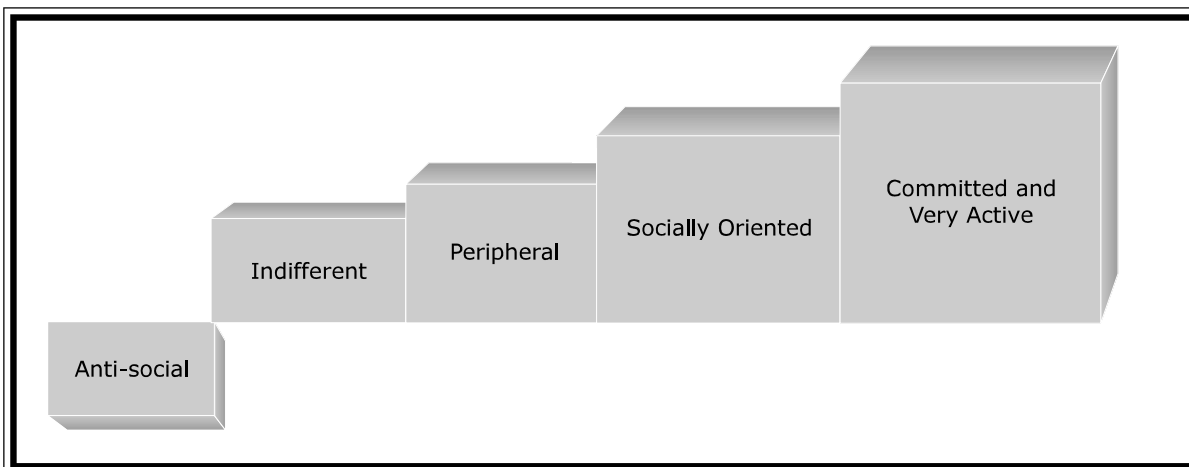 Anti-social
Indifferent
Peripheral
Socially Oriented
Committed and
Very Active